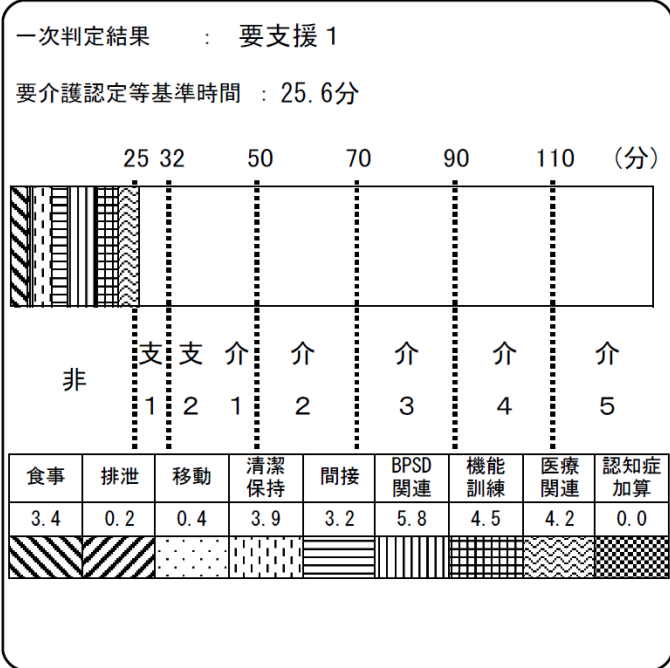 一次判定結果 : 要支援1
要介護認定等基準時間 : 25.6分
25 32 50 70 90 110 (分)
非 支1 支2 介1 介2 介3 介4 介5
食事 排泄 移動 清潔保持 間接 BPSD関連 機能訓練 医療関連 認知症加算
3.4 0.2 0.4 3.9 3.2 5.8 4.5 4.2 0.0